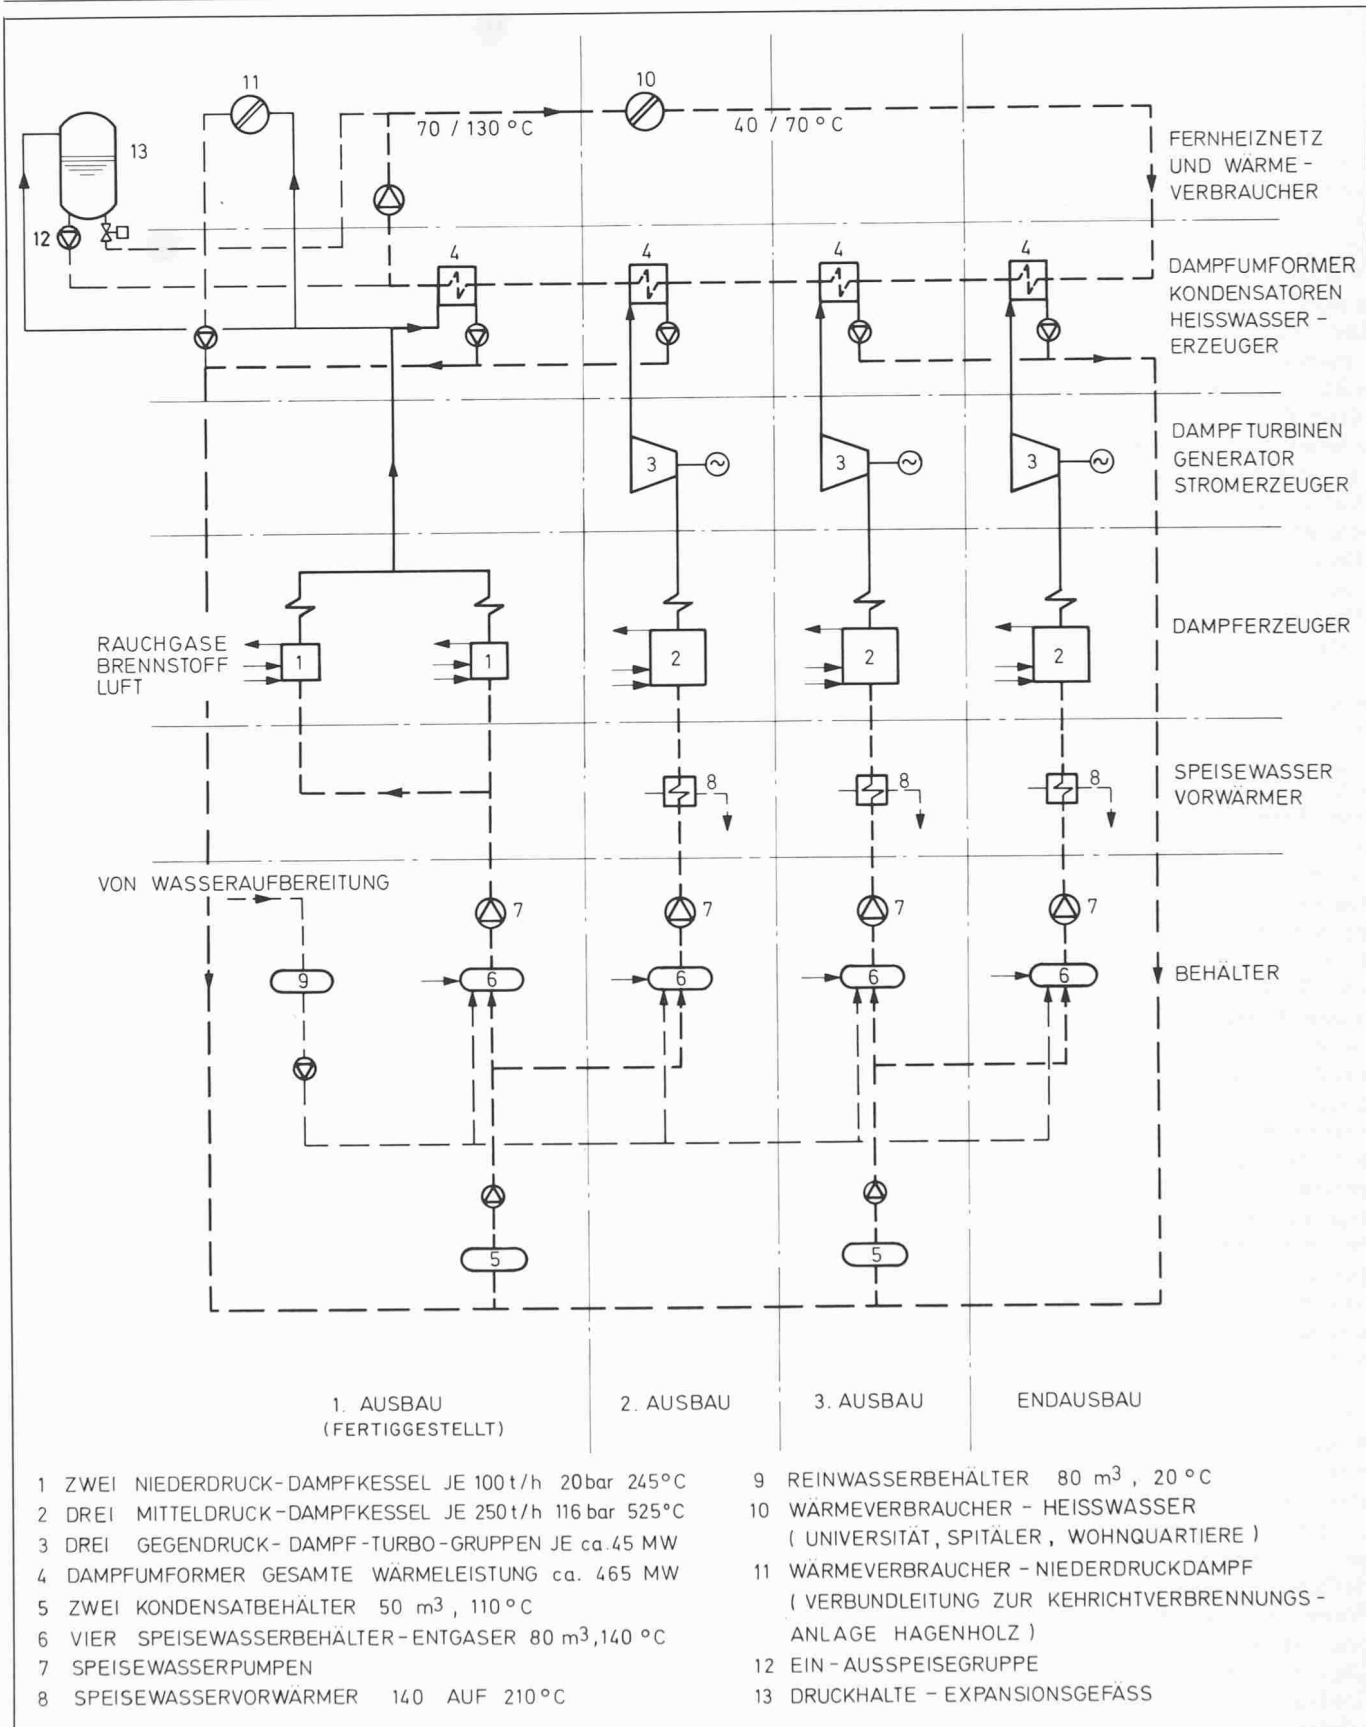 11
10
13
70 / 130 °C
40 / 70 °C
FERNHEIZNETZ
UND WÄRME-
VERBRAUCHER
12
4
4
4
4
DAMPFUMFORMER
KONDENSATOREN
HEISSWASSER-
ERZEUGER
3
3
3
DAMPFTURBINEN
GENERATOR
STROMERZEUGER
RAUCHGASE
BRENNSTOFF
LUFT
1
1
2
2
2
DAMPFERZEUGER
8
8
8
SPEISEWASSER
VORWÄRMER
VON WASSERAUFBEREITUNG
7
7
7
7
9
6
6
6
6
BEHÄLTER
5
5
1. AUSBAU
(FERTIGGESTELLT)
2. AUSBAU
3. AUSBAU
ENDAUSBAU
1 ZWEI NIEDERDRUCK-DAMPFKESSEL JE 100 t/h 20 bar 245°C
2 DREI MITTELDRUCK-DAMPFKESSEL JE 250 t/h 116 bar 525°C
3 DREI GEGENDRUCK-DAMPF-TURBO-GRUPPEN JE ca. 45 MW
4 DAMPFUMFORMER GESAMTE WÄRMELEISTUNG ca. 465 MW
5 ZWEI KONDENSATBEHÄLTER 50 m³, 110°C
6 VIER SPEISEWASSERBEHÄLTER-ENTGASER 80 m³, 140 °C
7 SPEISEWASSERPUMPEN
8 SPEISEWASSERVORWÄRMER 140 AUF 210°C
9 REINWASSERBEHÄLTER 80 m³, 20°C
10 WÄRMEVERBRAUCHER - HEISSWASSER
(UNIVERSITÄT, SPITÄLER, WOHNQUARTIERE)
11 WÄRMEVERBRAUCHER - NIEDERDRUCKDAMPF
(VERBUNDLEITUNG ZUR KEHRICHTVERBRENNUNGS-
ANLAGE HAGENHOLZ)
12 EIN-AUSSPEISEGRUPPE
13 DRUCKHALTE - EXPANSIONSGEFÄSS